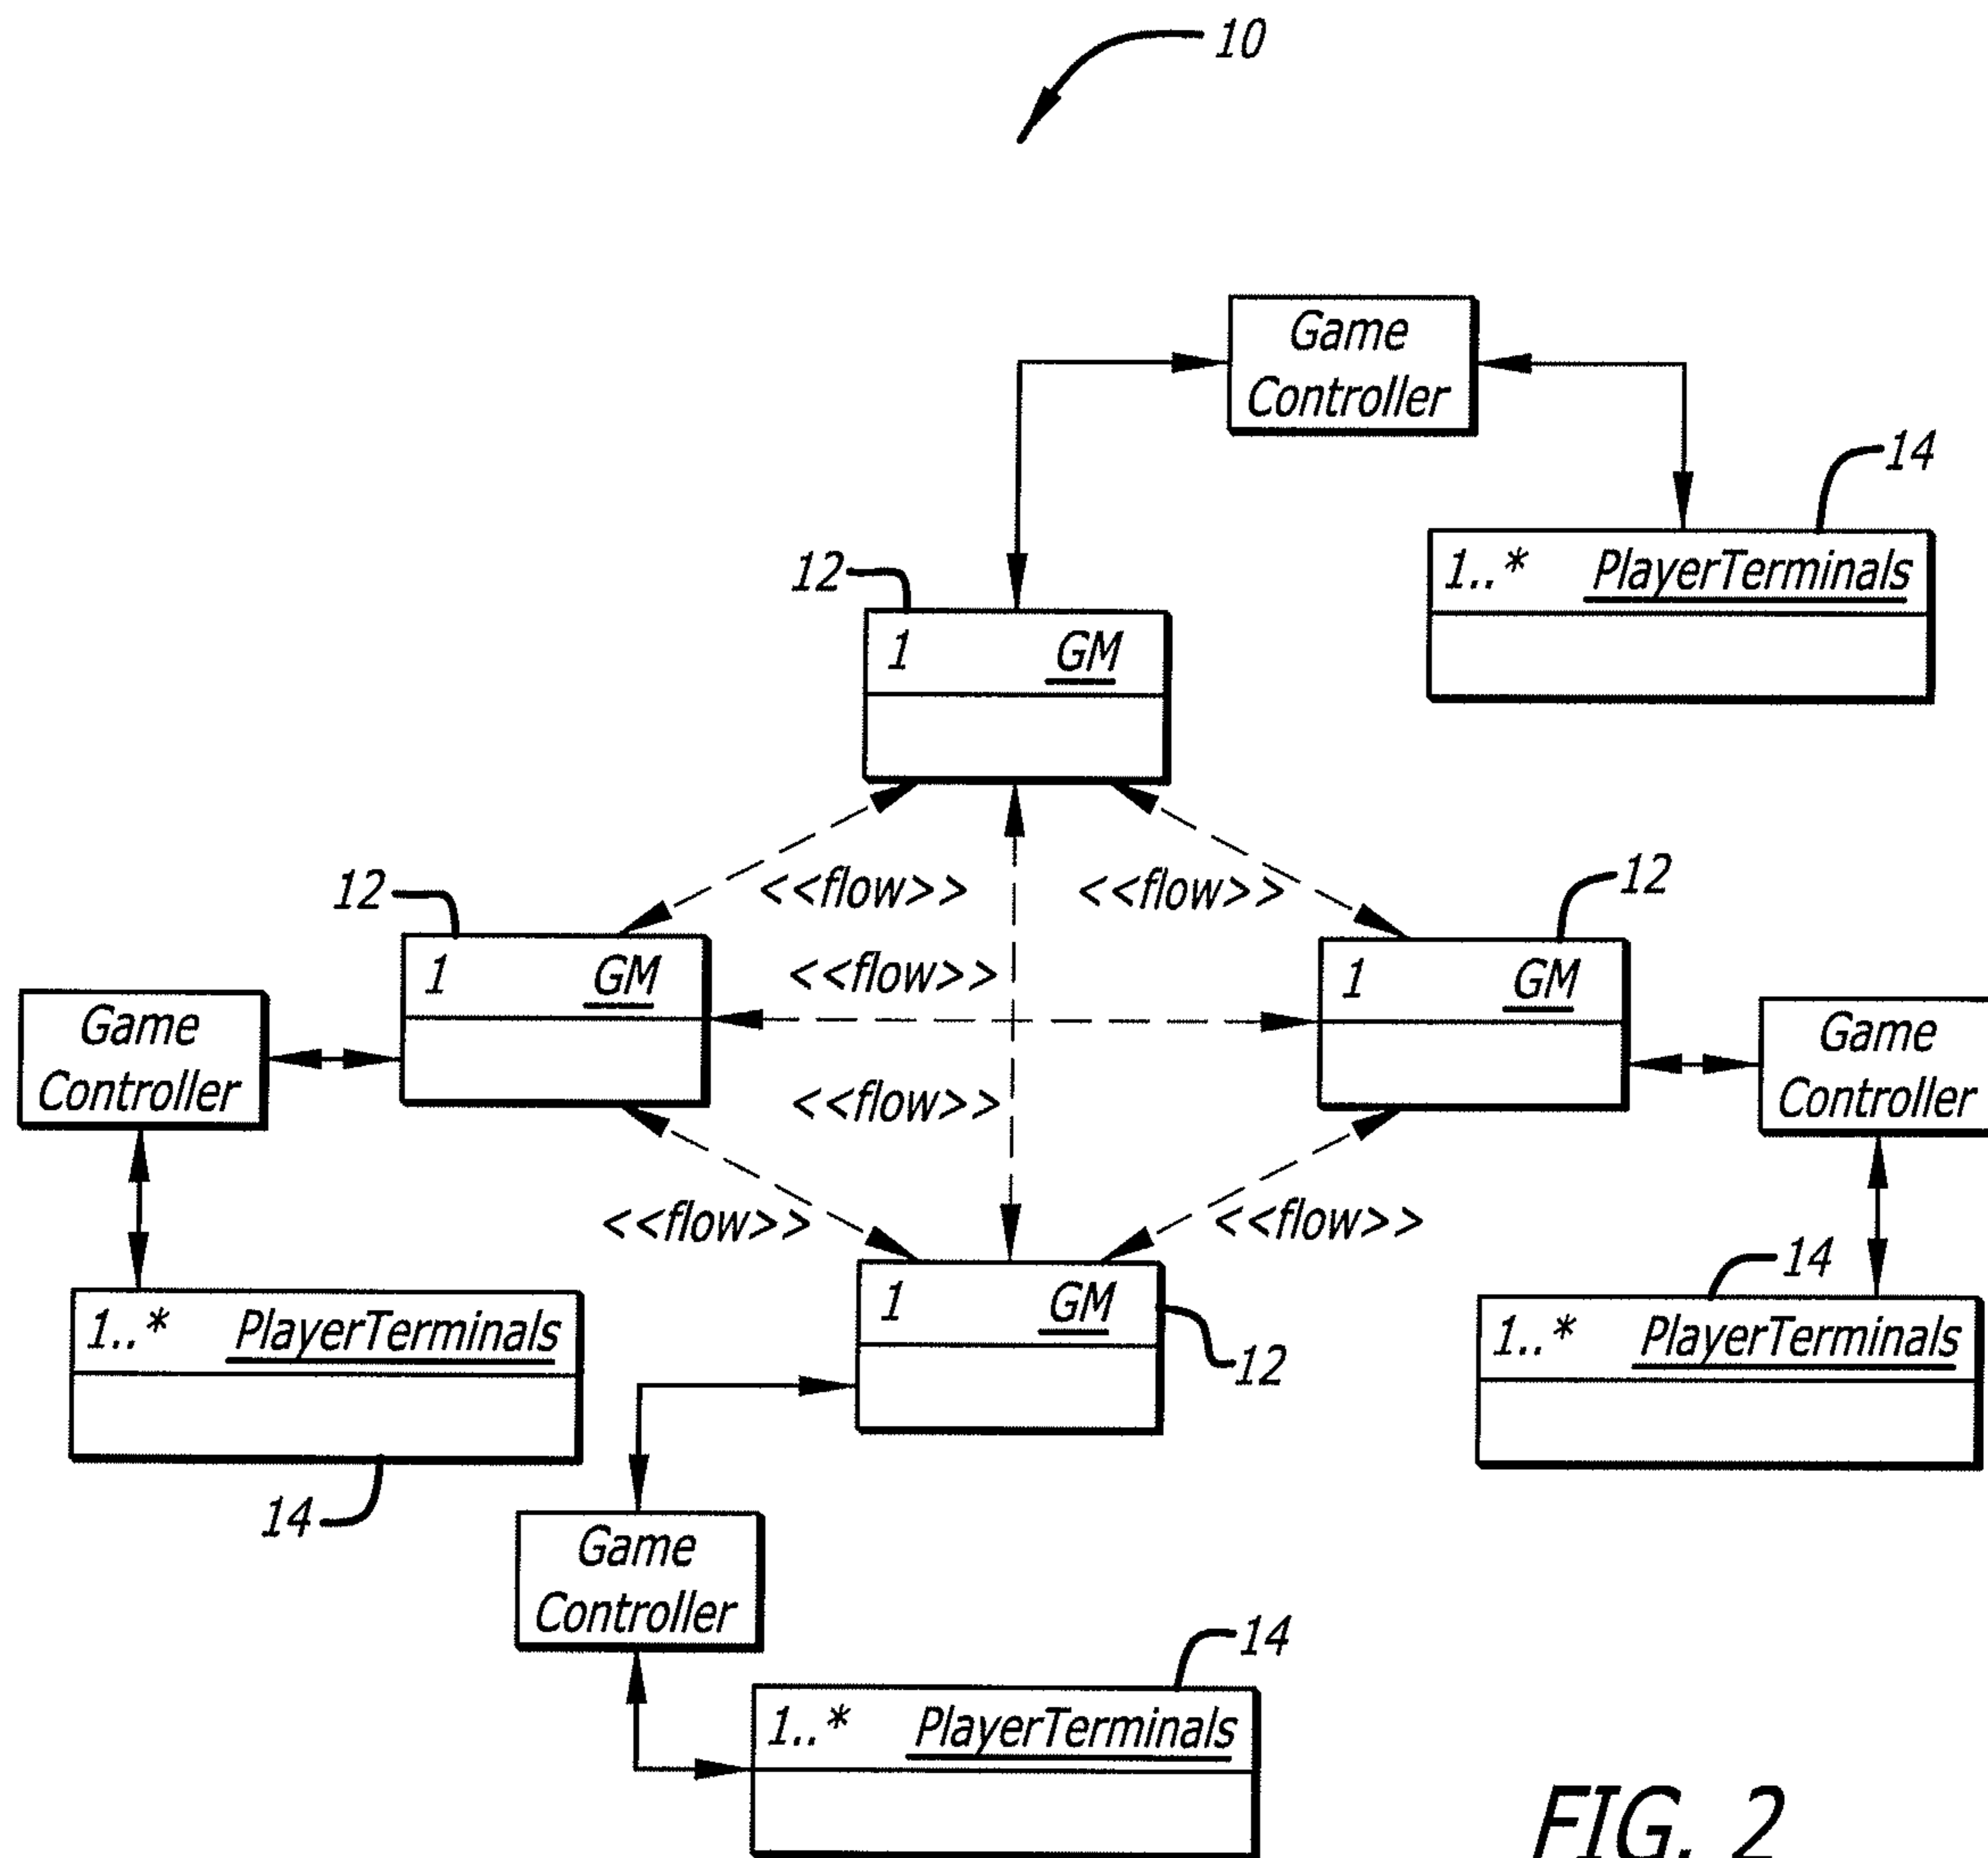 10
Game
Controller
14
1..* PlayerTerminals
12
1 GM
<<flow>> <<flow>>
12
1 GM
<<flow>>
12
1 GM
Game
Controller
Game
Controller
<<flow>>
<<flow>> <<flow>>
14
1..* PlayerTerminals
1 GM
12
1..* PlayerTerminals
14
Game
Controller
14
1..* PlayerTerminals
FIG. 2